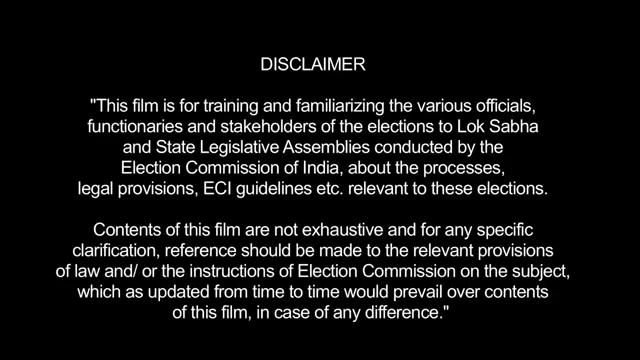 DISCLAIMER
"This film is for training and familiarizing the various officials,
functionaries and stakeholders of the elections to Lok Sabha
and State Legislative Assemblies conducted by the
Election Commission of India, about the processes,
legal provisions, ECI guidelines etc. relevant to these elections.
Contents of this film are not exhaustive and for any specific
clarification, reference should be made to the relevant provisions
of law and/ or the instructions of Election Commission on the subject,
which as updated from time to time would prevail over contents
of this film, in case of any difference."